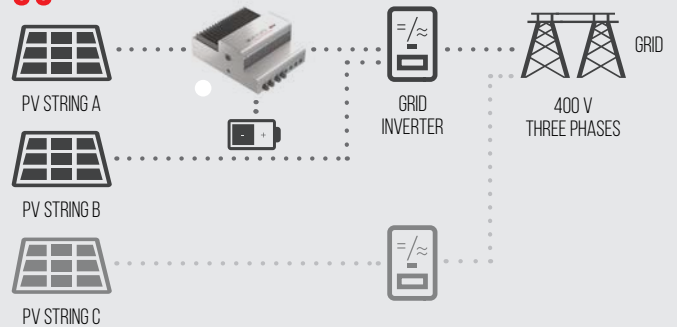 GRID
PV STRING A
GRID
INVERTER
400 V
THREE PHASES
- +
PV STRING B
PV STRING C